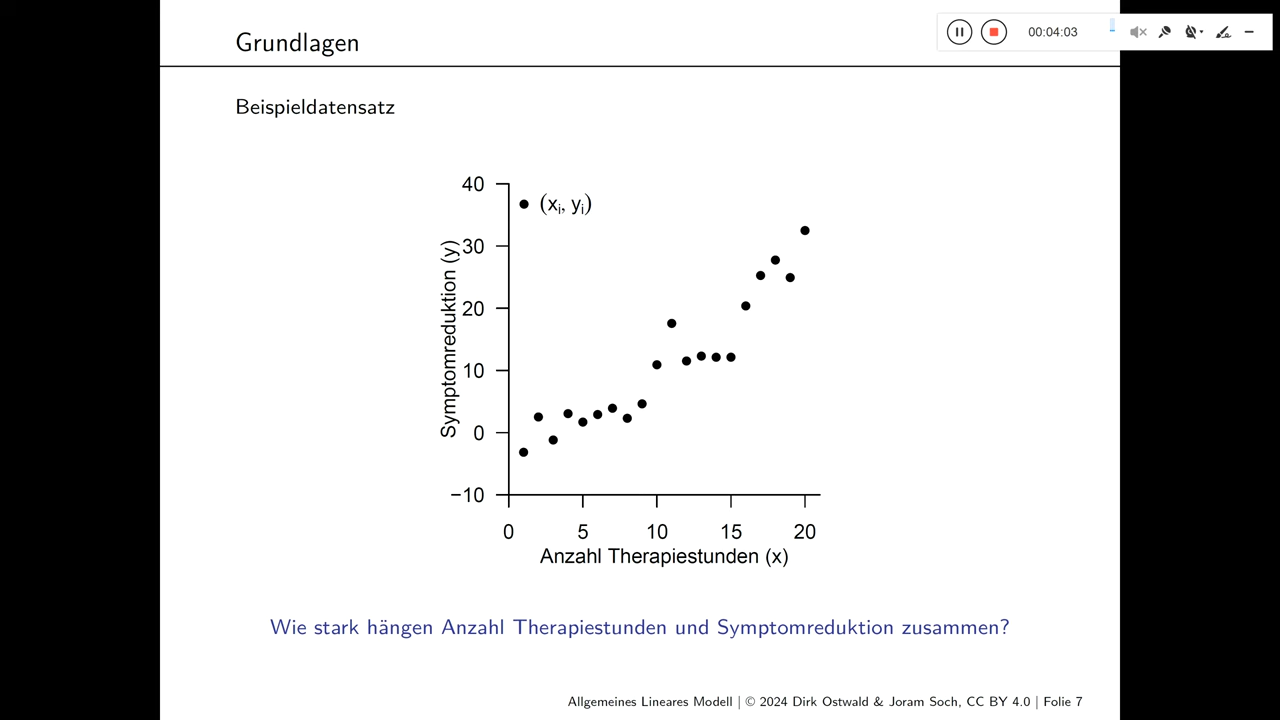 Grundlagen
00:04:03
Beispieldatensatz
40
(xi, yi)
30
20
10
0
−10
Symptomreduktion (y)
0 5 10 15 20
Anzahl Therapiestunden (x)
Wie stark hängen Anzahl Therapiestunden und Symptomreduktion zusammen?
Allgemeines Lineares Modell | © 2024 Dirk Ostwald & Joram Soch, CC BY 4.0 | Folie 7